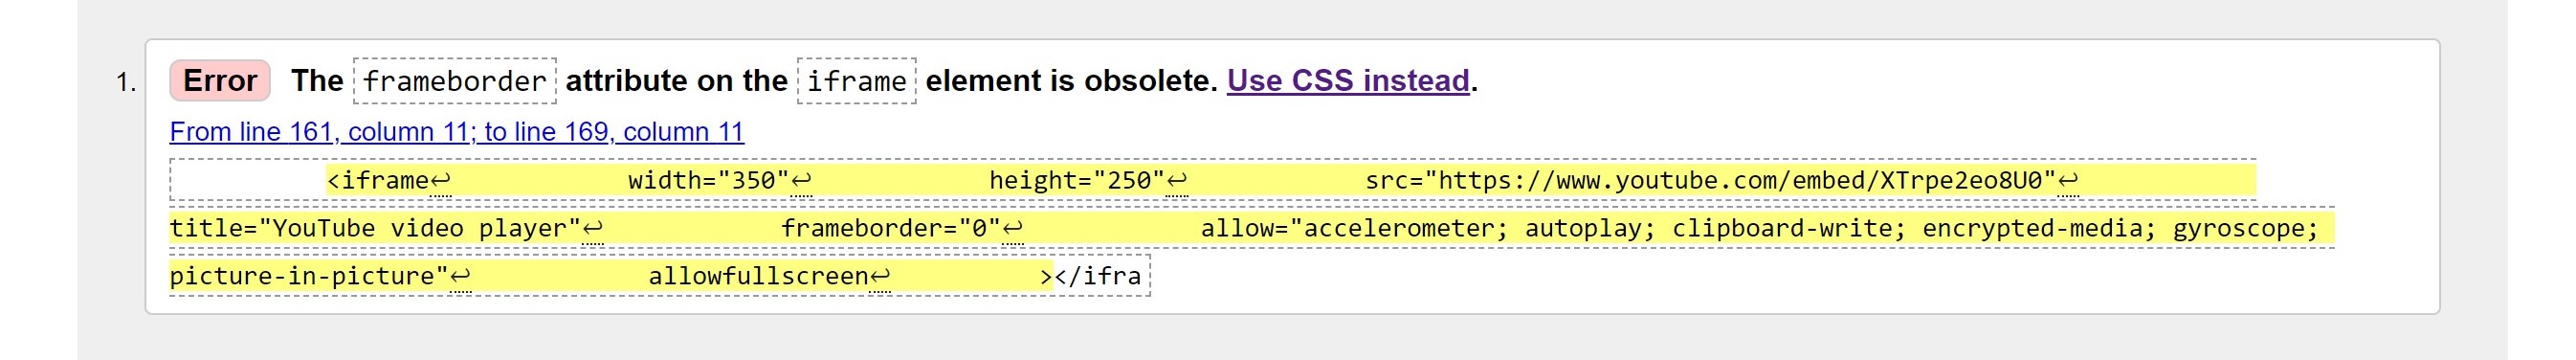 1. Error The frameborder attribute on the iframe element is obsolete. Use CSS instead.
From line 161, column 11; to line 169, column 11
<iframe↩ width="350"↩ height="250"↩ src="https://www.youtube.com/embed/XTrpe2eo8U0"↩
title="YouTube video player"↩ frameborder="0"↩ allow="accelerometer; autoplay; clipboard-write; encrypted-media; gyroscope;
picture-in-picture"↩ allowfullscreen↩ ></ifra